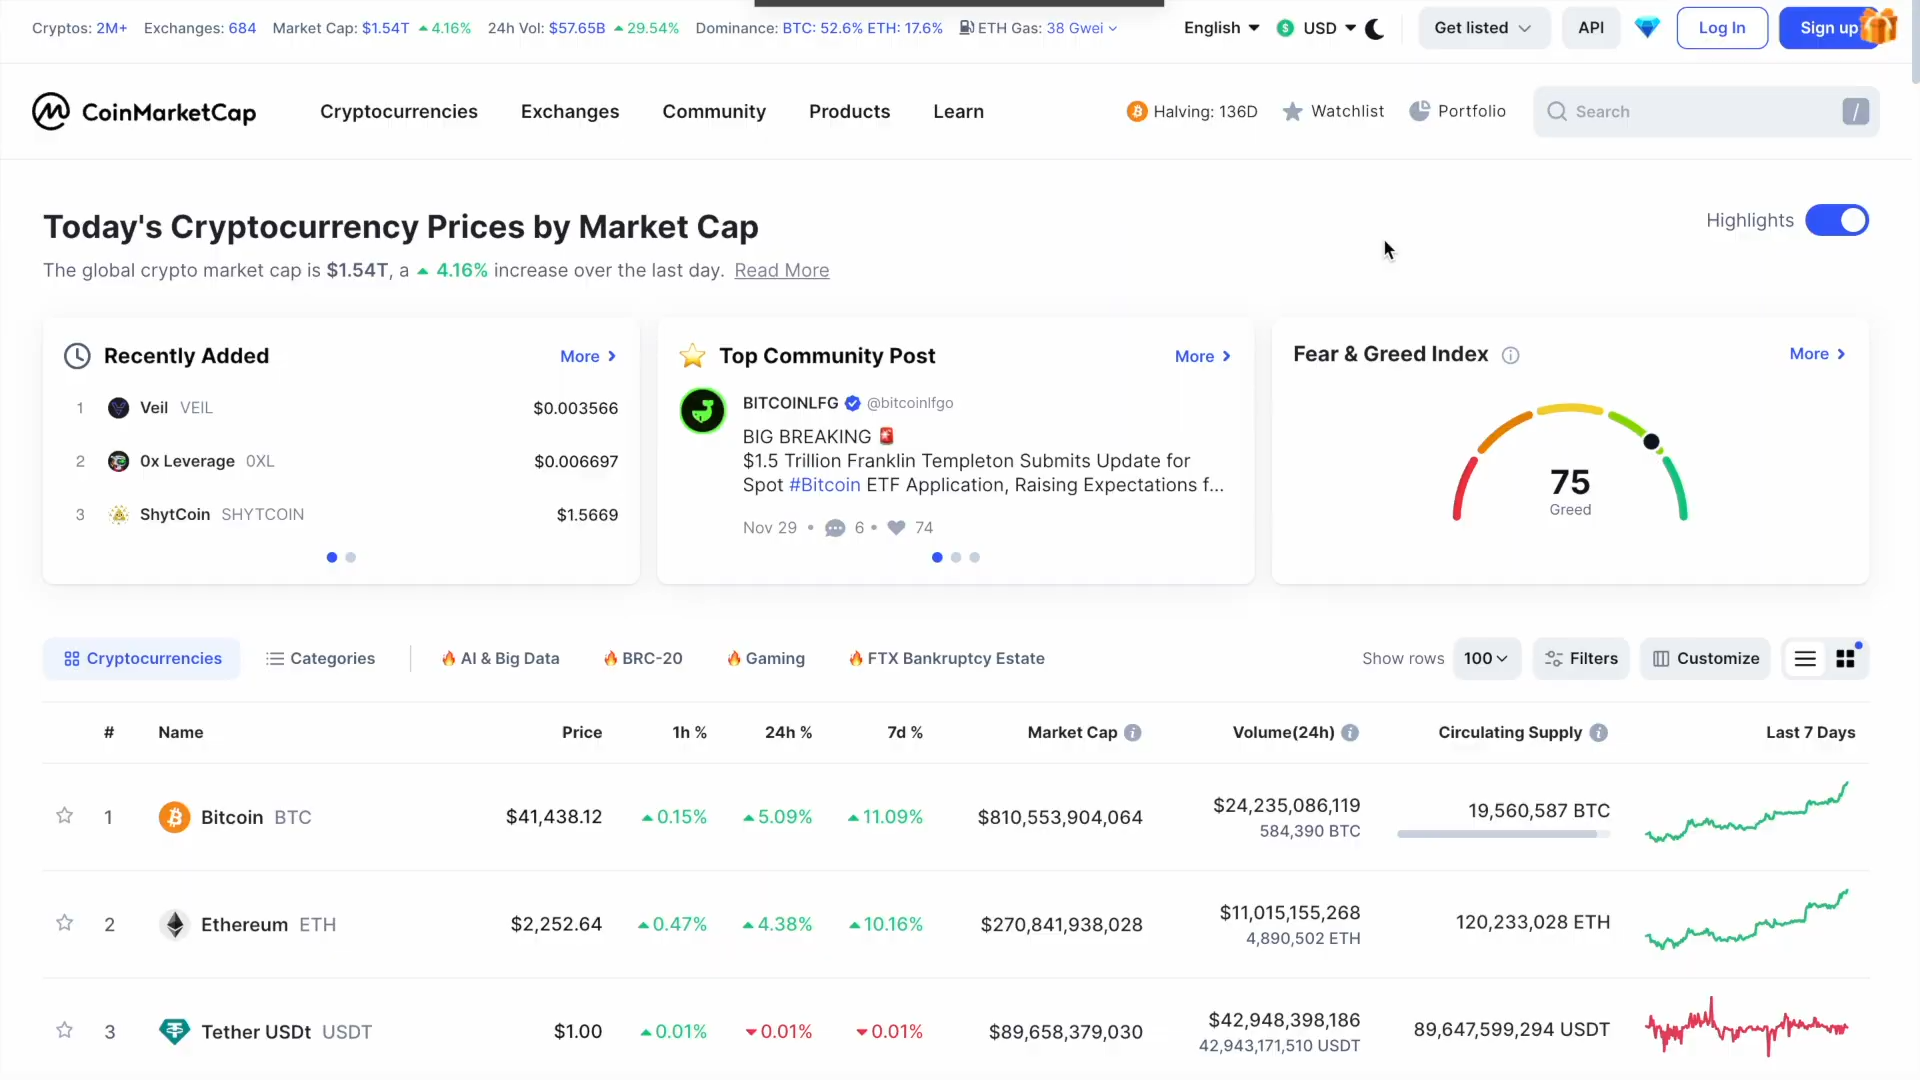 Cryptos: 2M+ Exchanges: 684 Market Cap: $1.54T 4.16% 24h Vol: $57.65B 29.54% Dominance: BTC: 52.6% ETH: 17.6% ETH Gas: 38 Gwei English USD Get listed API Log In Sign up
CoinMarketCap Cryptocurrencies Exchanges Community Products Learn Halving: 136D Watchlist Portfolio Search /
Today's Cryptocurrency Prices by Market Cap Highlights
The global crypto market cap is $1.54T, a 4.16% increase over the last day. Read More
Recently Added More
1 Veil VEIL $0.003566
2 0x Leverage 0XL $0.006697
3 ShytCoin SHYTCOIN $1.5669
Top Community Post More
BITCOINLFG @bitcoinlfgo
BIG BREAKING
$1.5 Trillion Franklin Templeton Submits Update for
Spot #Bitcoin ETF Application, Raising Expectations f...
Nov 29 • 6 • 74
Fear & Greed Index More
75
Greed
Cryptocurrencies Categories AI & Big Data BRC-20 Gaming FTX Bankruptcy Estate Show rows 100 Filters Customize
# Name Price 1h % 24h % 7d % Market Cap Volume(24h) Circulating Supply Last 7 Days
1 Bitcoin BTC $41,438.12 0.15% 5.09% 11.09% $810,553,904,064 $24,235,086,119 19,560,587 BTC
584,390 BTC
2 Ethereum ETH $2,252.64 0.47% 4.38% 10.16% $270,841,938,028 $11,015,155,268 120,233,028 ETH
4,890,502 ETH
3 Tether USDt USDT $1.00 0.01% 0.01% 0.01% $89,658,379,030 $42,948,398,186 89,647,599,294 USDT
42,943,171,510 USDT